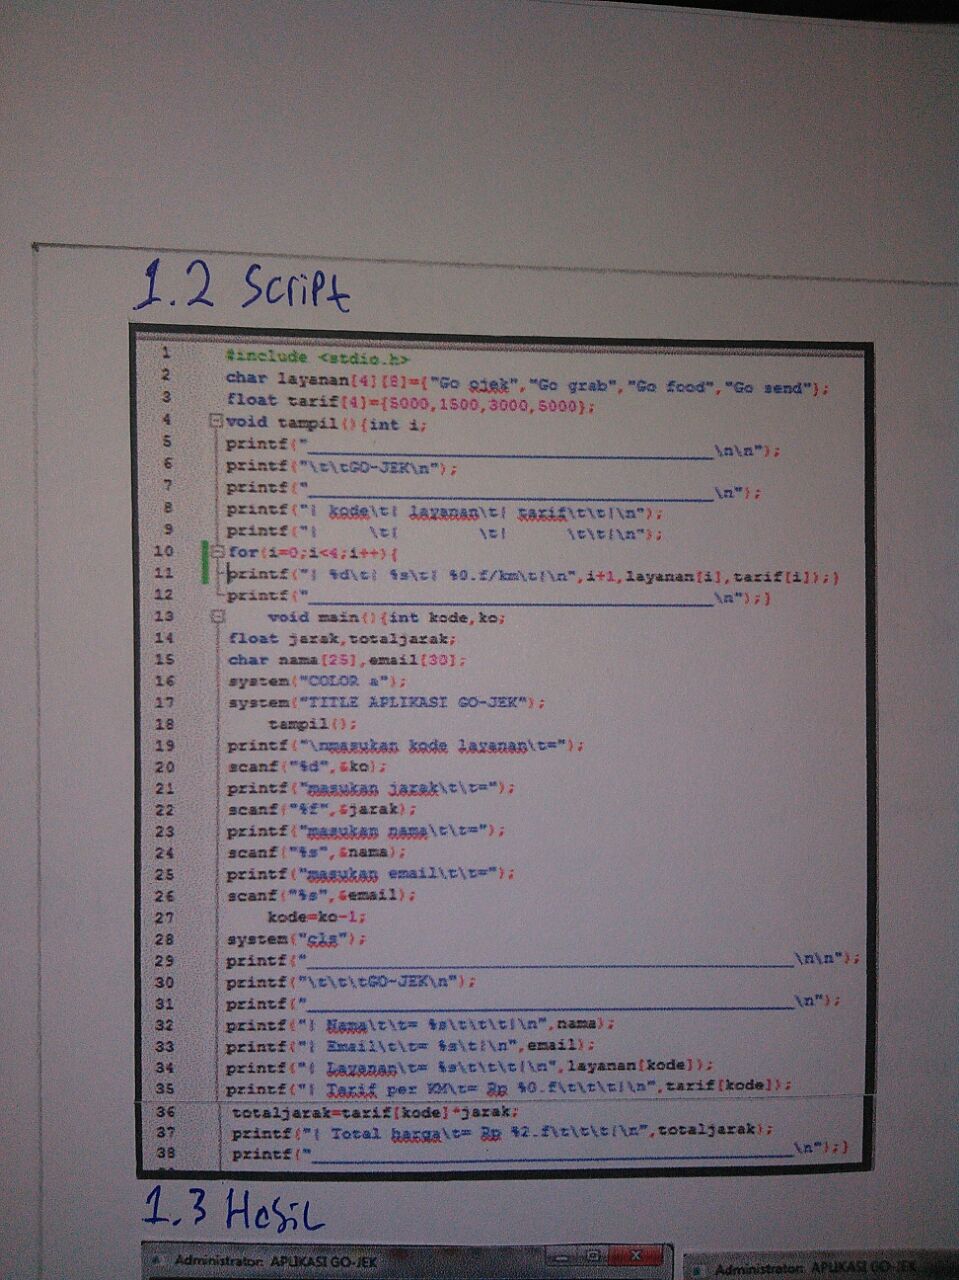 1.2 Script
1 #include <stdio.h>
2 char layanan[4][8]={"Go ojek","Go grab","Go food","Go send"};
3 float tarif[4]={5000,1500,3000,5000};
4 void tampil(){int i;
5 printf("________________________________________\n\n");
6 printf("\t\tGO-JEK\n");
7 printf("________________________________________\n");
8 printf("| kode\t| layanan\t| tarif\t\t|\n");
9 printf("|      \t|         \t|       \t\t|\n");
10 for(i=0;i<4;i++){
11 printf("| %d\t| %s\t| %0.f/km\t|\n",i+1,layanan[i],tarif[i]);}
12 printf("________________________________________\n");}
13 void main(){int kode,ko;
14 float jarak,totaljarak;
15 char nama[25],email[30];
16 system("COLOR a");
17 system("TITLE APLIKASI GO-JEK");
18 tampil();
19 printf("\nmasukan kode layanan\t=");
20 scanf("%d",&ko);
21 printf("masukan jarak\t\t=");
22 scanf("%f",&jarak);
23 printf("masukan nama\t\t=");
24 scanf("%s",&nama);
25 printf("masukan email\t\t=");
26 scanf("%s",&email);
27 kode=ko-1;
28 system("cls");
29 printf("________________________________________________\n\n");
30 printf("\t\t\tGO-JEK\n");
31 printf("________________________________________________\n");
32 printf("| Nama\t\t= %s\t\t\t|\n",nama);
33 printf("| Email\t\t= %s\t|\n",email);
34 printf("| Layanan\t= %s\t\t\t|\n",layanan[kode]);
35 printf("| Tarif per KM\t= Rp %0.f\t\t\t|\n",tarif[kode]);
36 totaljarak=tarif[kode]*jarak;
37 printf("| Total harga\t= Rp %2.f\t\t\t|\n",totaljarak);
38 printf("________________________________________________\n");}
1.3 Hasil
Administrator: APLIKASI GO-JEK
Administrator: APLIKASI GO-JEK